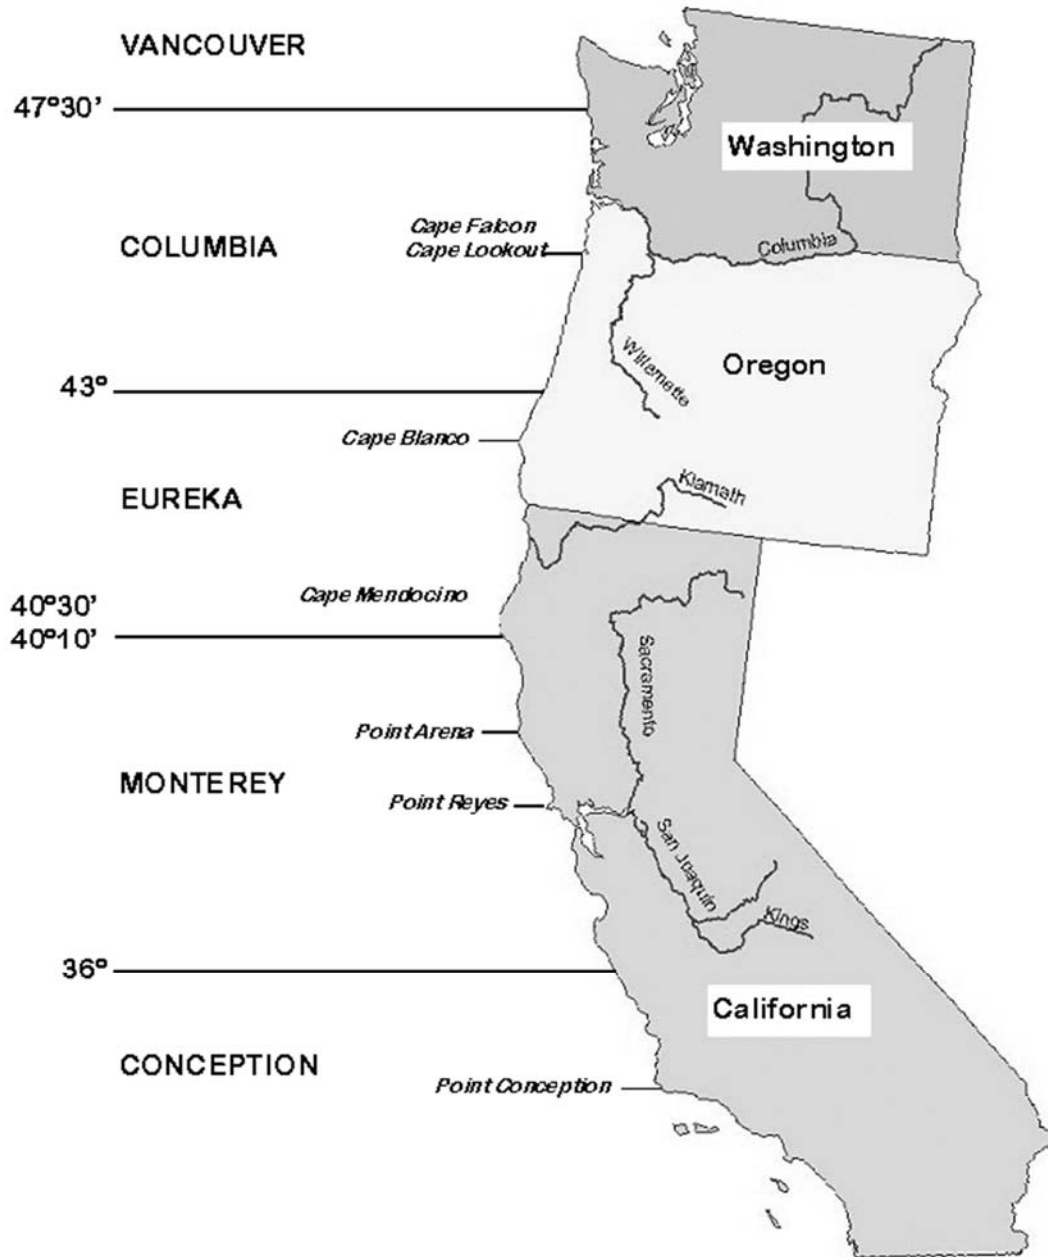 VANCOUVER
47°30'
Washington
Cape Falcon
COLUMBIA
Cape Lookout
Columbia
Oregon
Willamette
43°
Cape Blanco
Klamath
EUREKA
Cape Mendocino
40°30'
40°10'
Sacramento
Point Arena
MONTEREY
Point Reyes
San Joaquin
Kings
36°
California
CONCEPTION
Point Conception